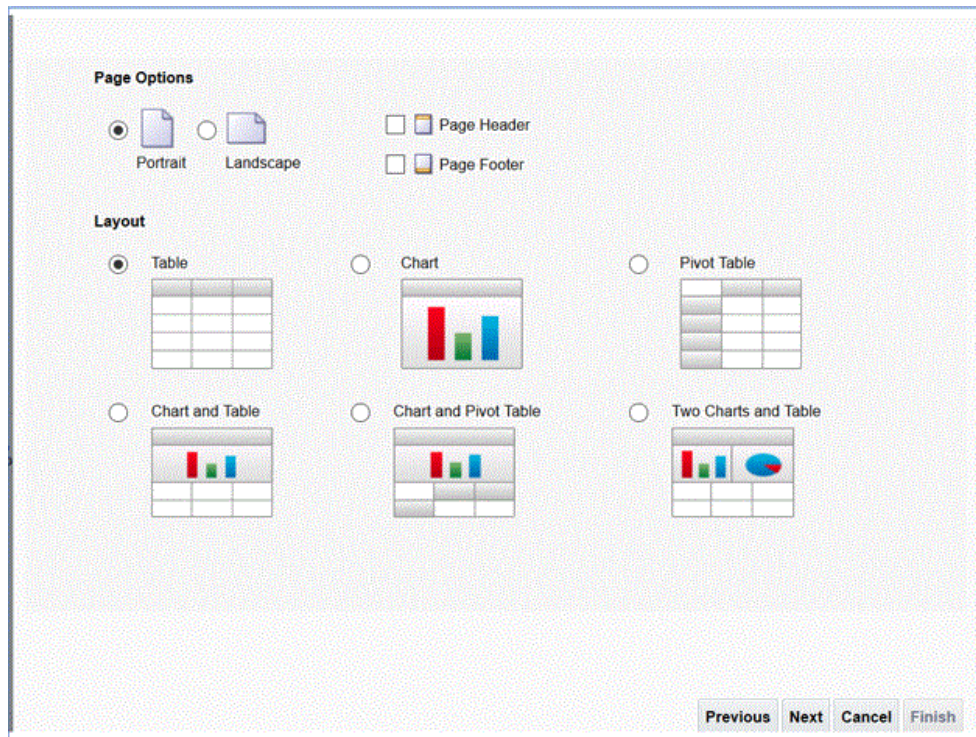 Page Options
Portrait
Landscape
Page Header
Page Footer
Layout
Table
Chart
Pivot Table
Chart and Table
Chart and Pivot Table
Two Charts and Table
Previous Next Cancel Finish